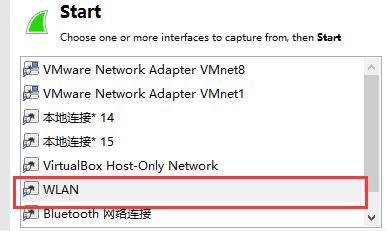 Start
Choose one or more interfaces to capture from, then Start
VMware Network Adapter VMnet8
VMware Network Adapter VMnet1
本地连接* 14
本地连接* 15
VirtualBox Host-Only Network
WLAN
Bluetooth 网络连接